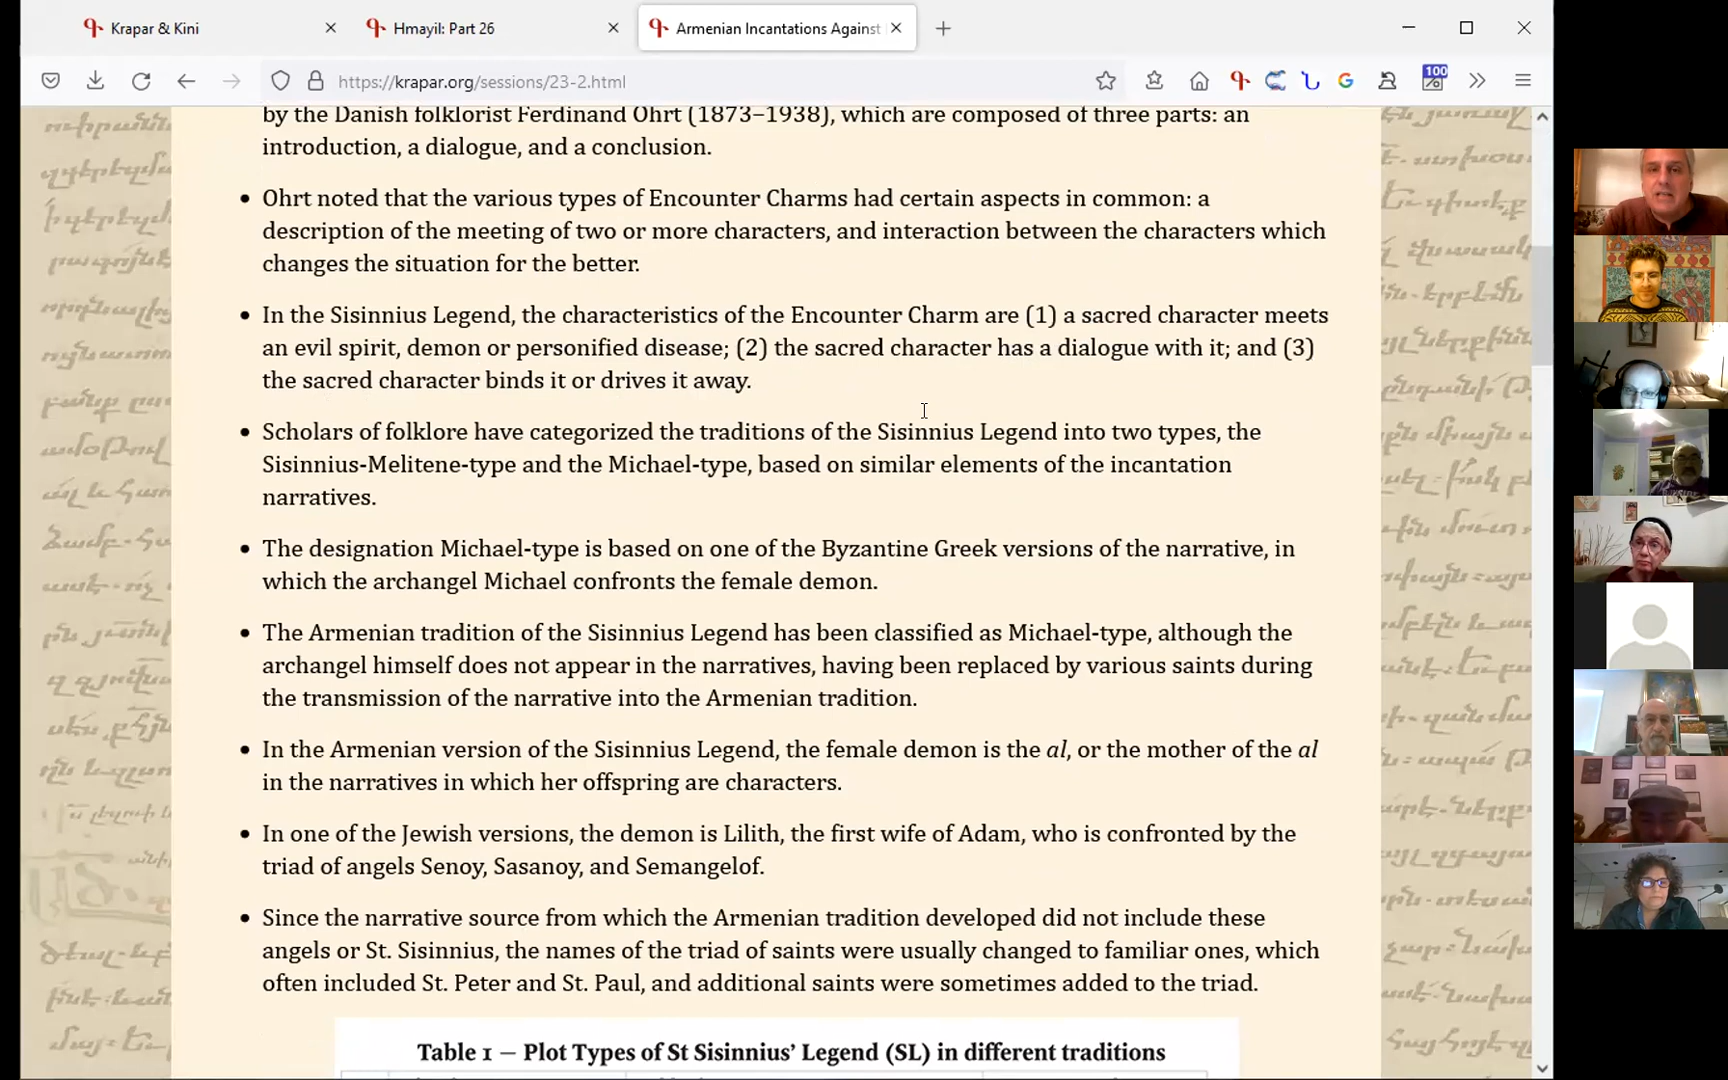 Krapar & Kini
Hmayil: Part 26
Armenian Incantations Against
https://krapar.org/sessions/23-2.html
100
%
by the Danish folklorist Ferdinand Ohrt (1873–1938), which are composed of three parts: an
introduction, a dialogue, and a conclusion.
• Ohrt noted that the various types of Encounter Charms had certain aspects in common: a
description of the meeting of two or more characters, and interaction between the characters which
changes the situation for the better.
• In the Sisinnius Legend, the characteristics of the Encounter Charm are (1) a sacred character meets
an evil spirit, demon or personified disease; (2) the sacred character has a dialogue with it; and (3)
the sacred character binds it or drives it away.
• Scholars of folklore have categorized the traditions of the Sisinnius Legend into two types, the
Sisinnius-Melitene-type and the Michael-type, based on similar elements of the incantation
narratives.
• The designation Michael-type is based on one of the Byzantine Greek versions of the narrative, in
which the archangel Michael confronts the female demon.
• The Armenian tradition of the Sisinnius Legend has been classified as Michael-type, although the
archangel himself does not appear in the narratives, having been replaced by various saints during
the transmission of the narrative into the Armenian tradition.
• In the Armenian version of the Sisinnius Legend, the female demon is the al, or the mother of the al
in the narratives in which her offspring are characters.
• In one of the Jewish versions, the demon is Lilith, the first wife of Adam, who is confronted by the
triad of angels Senoy, Sasanoy, and Semangelof.
• Since the narrative source from which the Armenian tradition developed did not include these
angels or St. Sisinnius, the names of the triad of saints were usually changed to familiar ones, which
often included St. Peter and St. Paul, and additional saints were sometimes added to the triad.
Table 1 — Plot Types of St Sisinnius’ Legend (SL) in different traditions